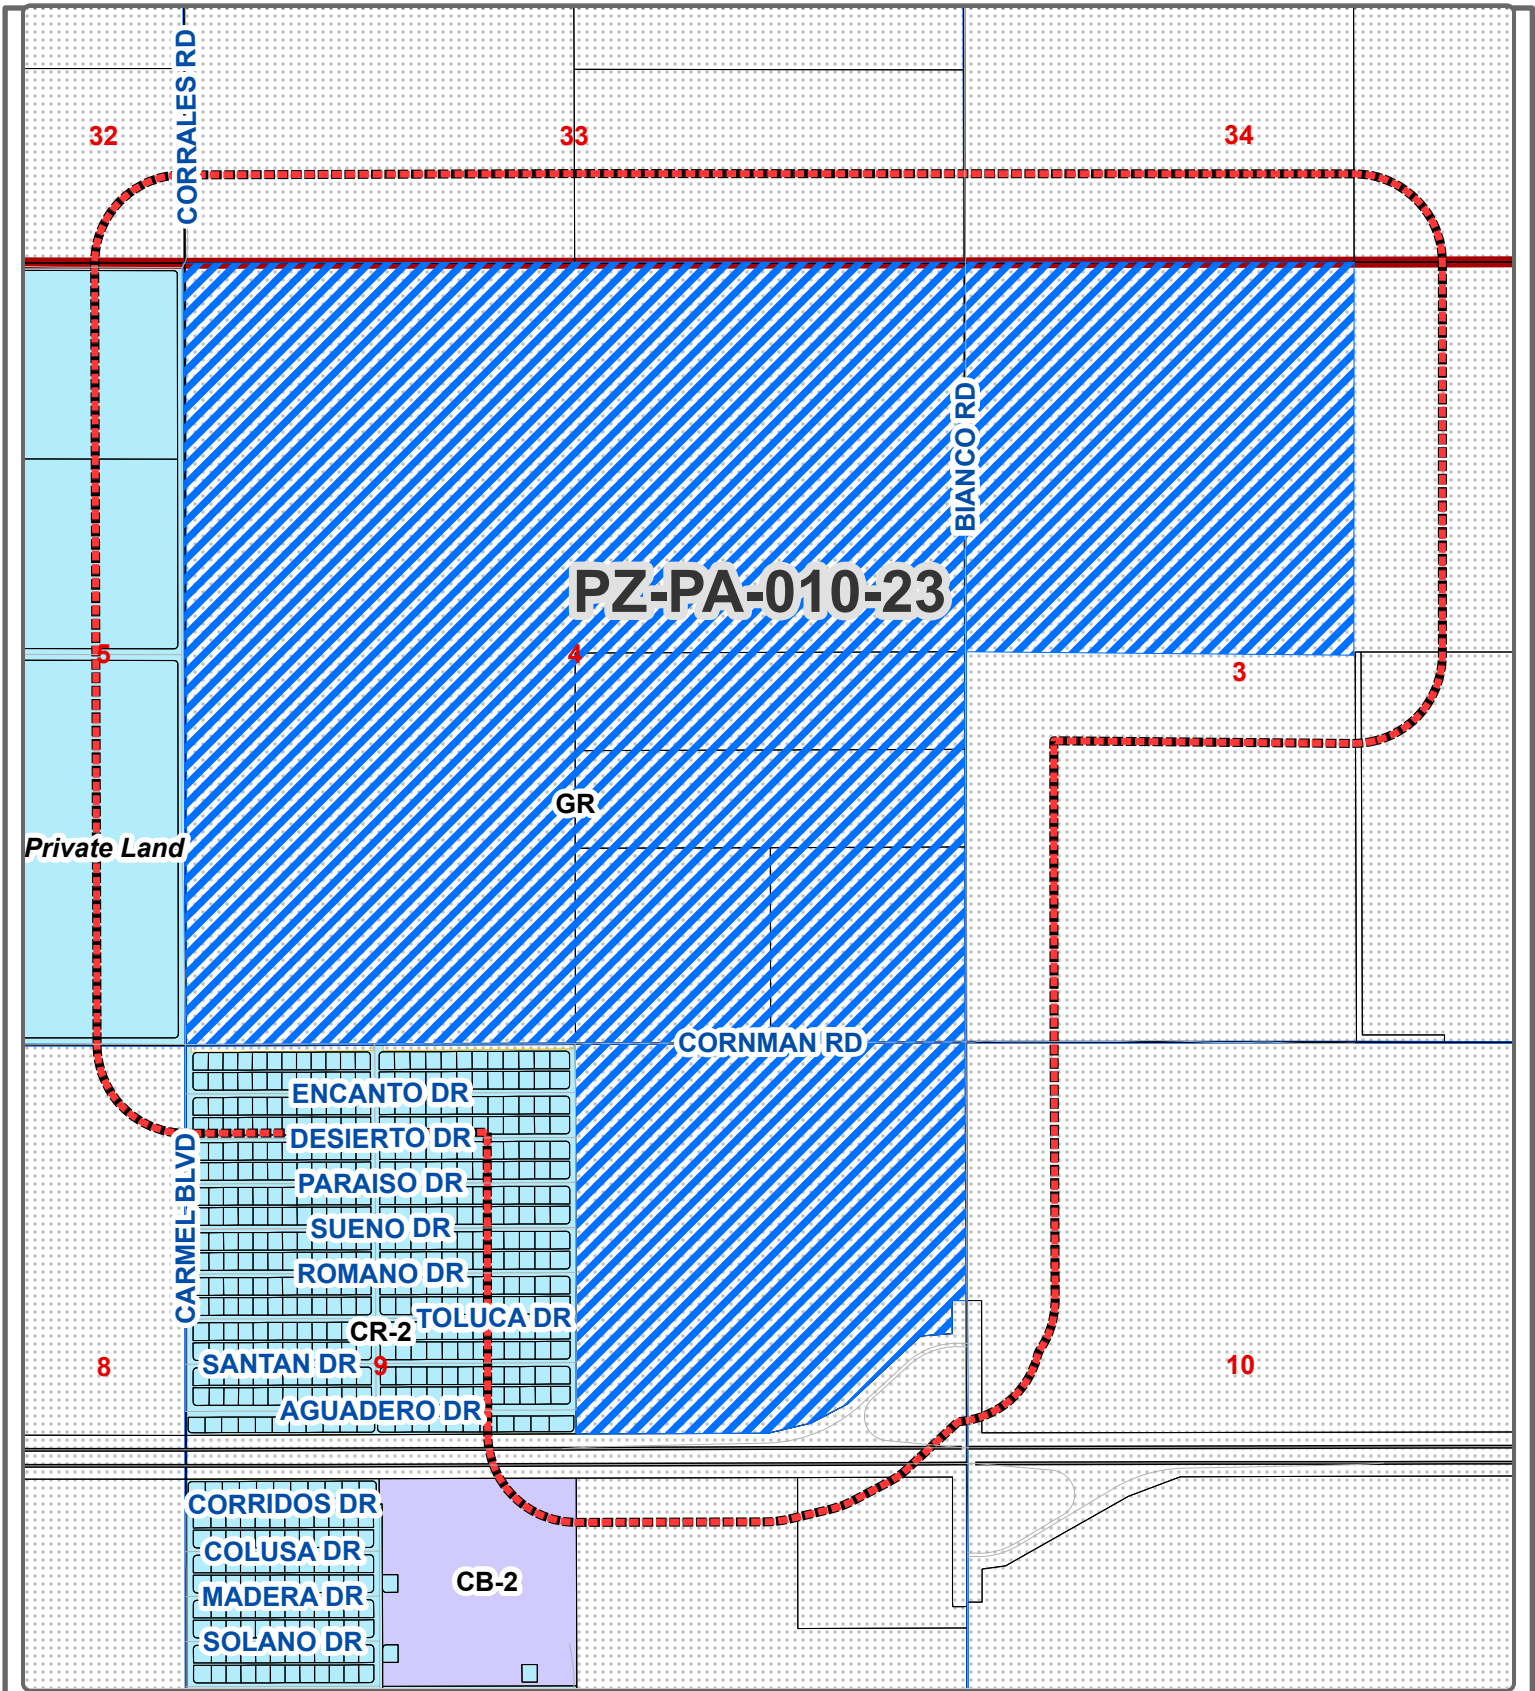 CORRALES RD
32
33
34
BIANCO RD
PZ-PA-010-23
5
4
3
GR
Private Land
CORNMAN RD
ENCANTO DR
DESIERTO DR
CARMEL BLVD
PARAISO DR
SUENO DR
ROMANO DR
TOLUCA DR
CR-2
SANTAN DR
8
9
10
AGUADERO DR
CORRIDOS DR
COLUSA DR
CB-2
MADERA DR
SOLANO DR